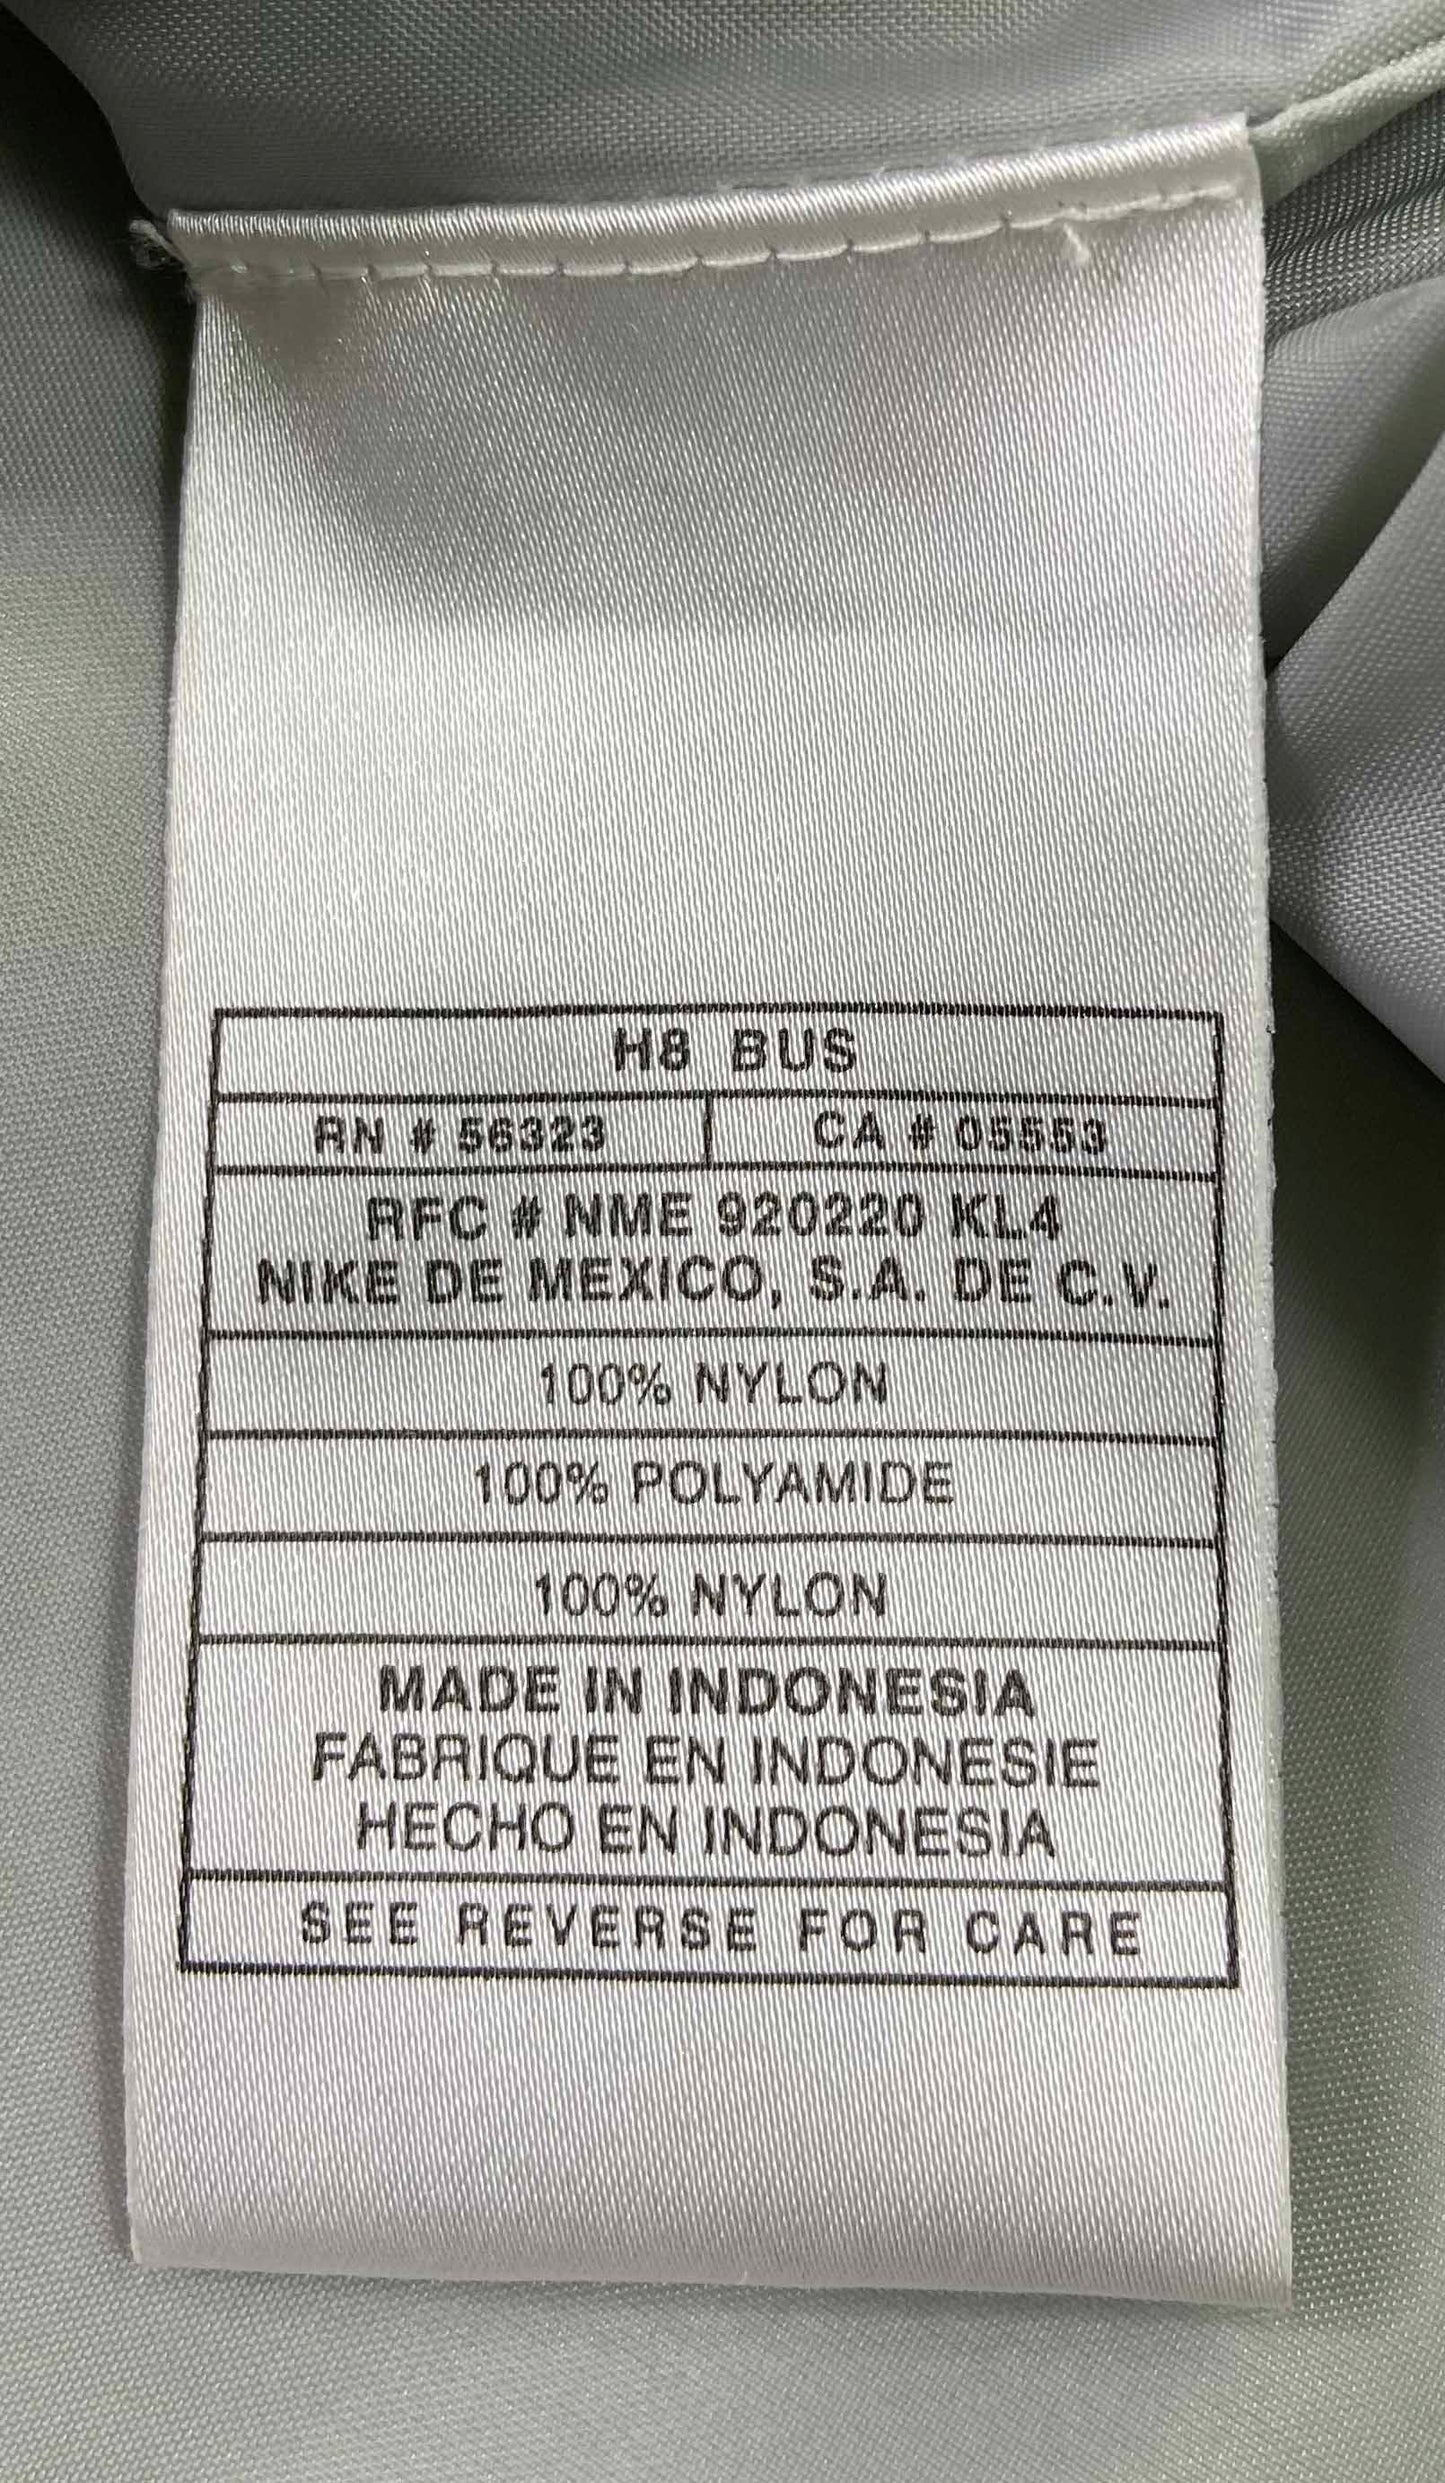 H8 BUS
RN # 56323 CA # 05553
RFC # NME 920220 KL4
NIKE DE MEXICO, S.A. DE C.V.
100% NYLON
100% POLYAMIDE
100% NYLON
MADE IN INDONESIA
FABRIQUE EN INDONESIE
HECHO EN INDONESIA
SEE REVERSE FOR CARE